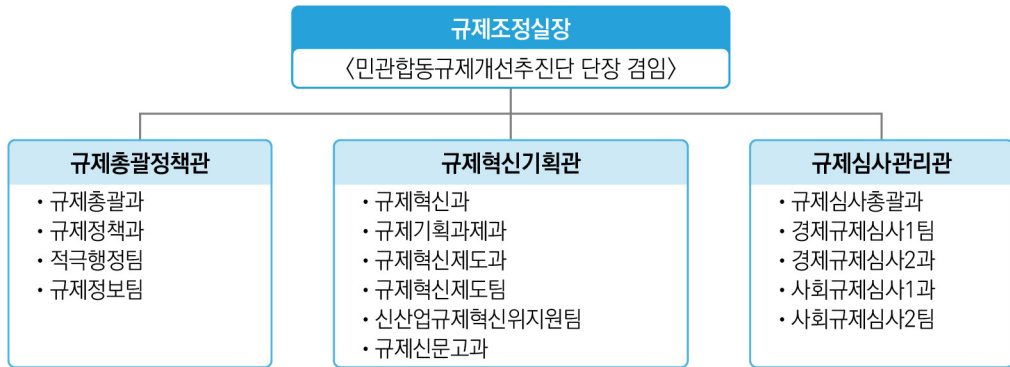 규제조정실장
〈민관합동규제개선추진단 단장 겸임〉
규제총괄정책관
• 규제총괄과
• 규제정책과
• 적극행정팀
• 규제정보팀
규제혁신기획관
• 규제혁신과
• 규제기획과제과
• 규제혁신제도과
• 규제혁신제도팀
• 신산업규제혁신위지원팀
• 규제신문고과
규제심사관리관
• 규제심사총괄과
• 경제규제심사1팀
• 경제규제심사2과
• 사회규제심사1과
• 사회규제심사2팀